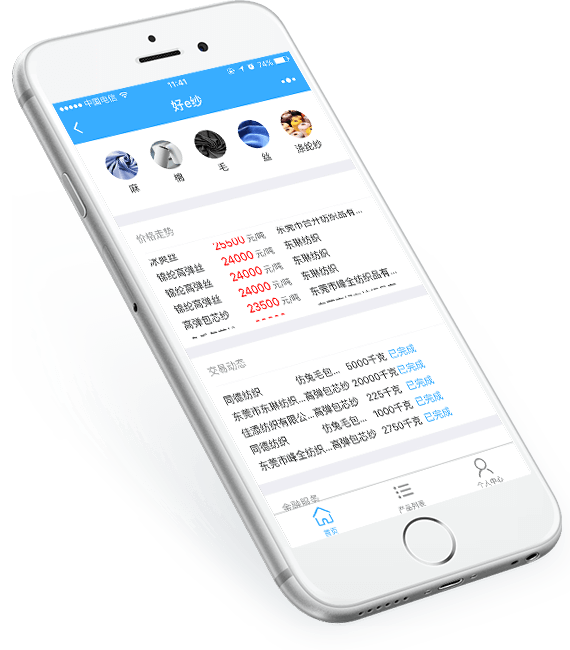 中国电信 11:41 74%
好e纱
麻 棉 毛 丝 涤纶纱
价格走势
冰爽丝 25500 元/吨 东莞市百升纺织品有...
锦纶高弹丝 24000 元/吨 东琳纺织
锦纶高弹丝 24000 元/吨 东琳纺织
锦纶高弹丝 24000 元/吨 东琳纺织
高弹包芯纱 23500 元/吨 东莞市峰全纺织品有...
交易动态
同德纺织 仿兔毛包... 5000千克 已完成
东莞市东琳纺织...高弹包芯纱 20000千克 已完成
佳澧纺织有限公...高弹包芯纱 225千克 已完成
同德纺织 仿兔毛包... 1000千克 已完成
东莞市峰全纺织...高弹包芯纱 2750千克 已完成
金融服务
首页 产品列表 个人中心